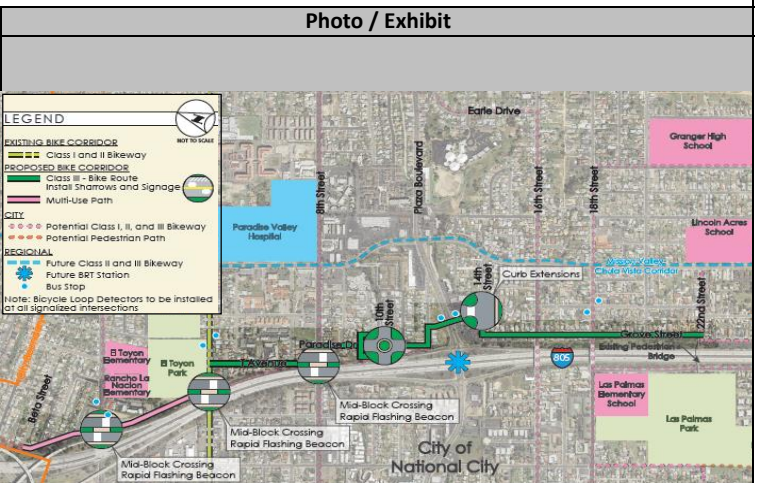 Photo / Exhibit
LEGEND
NOT TO SCALE
EXISTING BIKE CORRIDOR
Class I and II Bikeway
PROPOSED BIKE CORRIDOR
Class III - Bike Route
Install Sharrows and Signage
Multi-Use Path
CITY
Potential Class I, II, and III Bikeway
Potential Pedestrian Path
REGIONAL
Future Class II and III Bikeway
Future BRT Station
Bus Stop
Note: Bicycle Loop Detectors to be installed
at all signalized intersections
Earle Drive
Granger High
School
8th Street
Plaza Boulevard
16th Street
18th Street
Paradise Valley
Hospital
Lincoln Acres
School
Chula Vista Corridor
14th
Street
Curb Extensions
10th
Street
22nd Street
Grove Street
Existing Pedestrian
Bridge
Paradise Dr
T Avenue
805
El Toyon
Elementary
El Toyon
Park
Rancho La
Nacion
Elementary
Beta Street
Las Palmas
Elementary
School
Las Palmas
Park
Mid-Block Crossing
Rapid Flashing Beacon
Mid-Block Crossing
Rapid Flashing Beacon
Mid-Block Crossing
Rapid Flashing Beacon
City of
National City